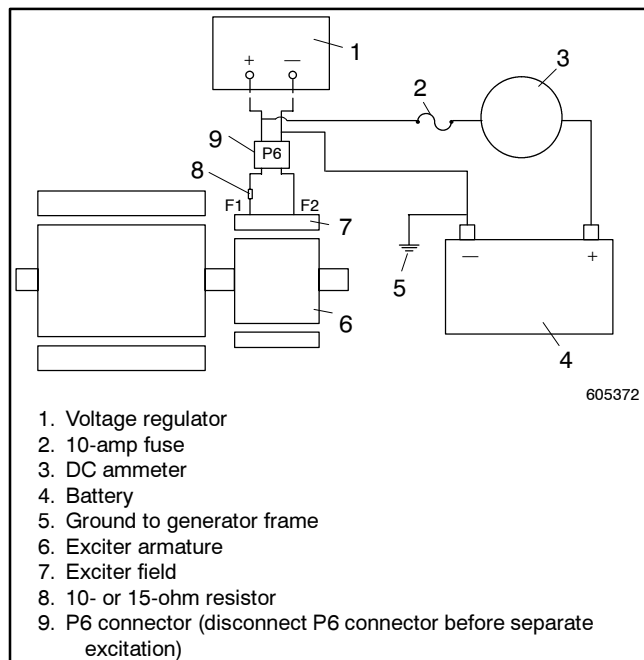 1
+ —
2
3
9
P6
8
F1 F2
7
5
— +
6
4
605372
1. Voltage regulator
2. 10-amp fuse
3. DC ammeter
4. Battery
5. Ground to generator frame
6. Exciter armature
7. Exciter field
8. 10- or 15-ohm resistor
9. P6 connector (disconnect P6 connector before separate
excitation)